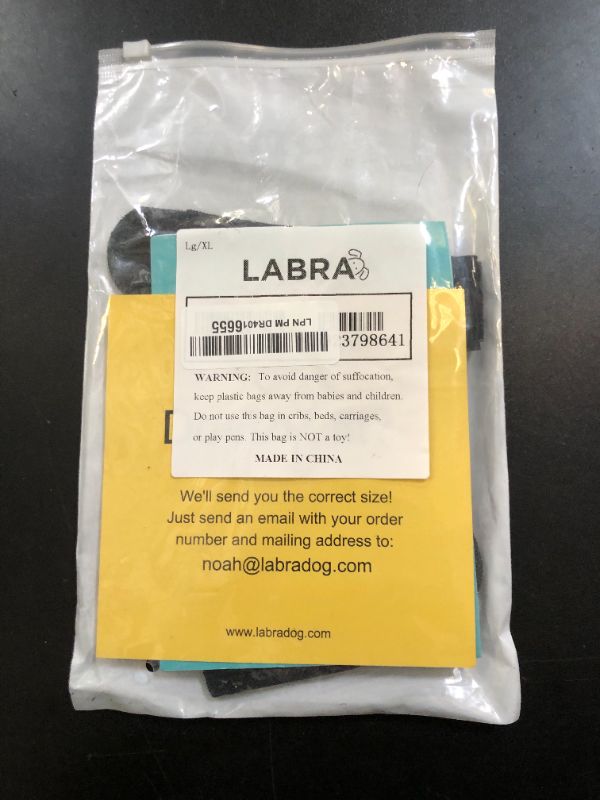 Lg/XL
LABRA
LPN PM DR4016655
3798641
WARNING: To avoid danger of suffocation,
keep plastic bags away from babies and children.
Do not use this bag in cribs, beds, carriages,
or play pens. This bag is NOT a toy!
MADE IN CHINA
We'll send you the correct size!
Just send an email with your order
number and mailing address to:
noah@labradog.com
www.labradog.com